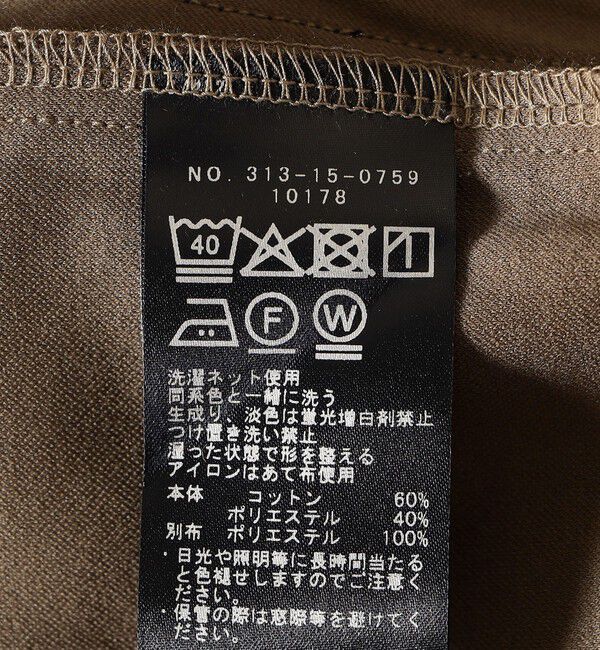 NO. 313-15-0759
10178
40
F W
洗濯ネット使用
同系色と一緒に洗う
生成り、淡色は蛍光増白剤禁止
つけ置き洗い禁止
湿った状態で形を整える
アイロンはあて布使用
本体 コットン 60%
ポリエステル 40%
別布 ポリエステル 100%
・日光や照明等に長時間当たる
と色褪せしますのでご注意く
ださい。
・保管の際は窓際等を避けてく
ださい。